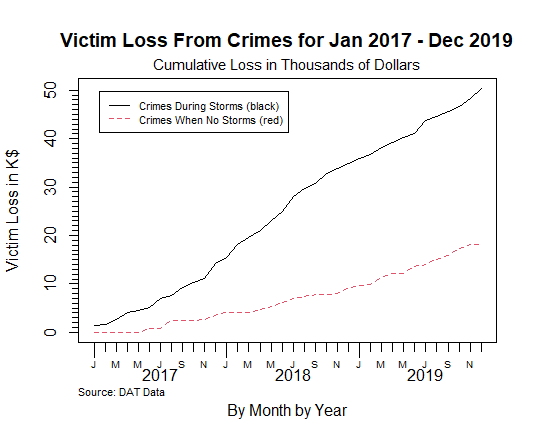 Victim Loss From Crimes for Jan 2017 - Dec 2019
Cumulative Loss in Thousands of Dollars
Crimes During Storms (black)
Crimes When No Storms (red)
Victim Loss in K$
50
40
30
20
10
0
J M M J S N J M M J S N J M M J S N
2017 2018 2019
Source: DAT Data
By Month by Year